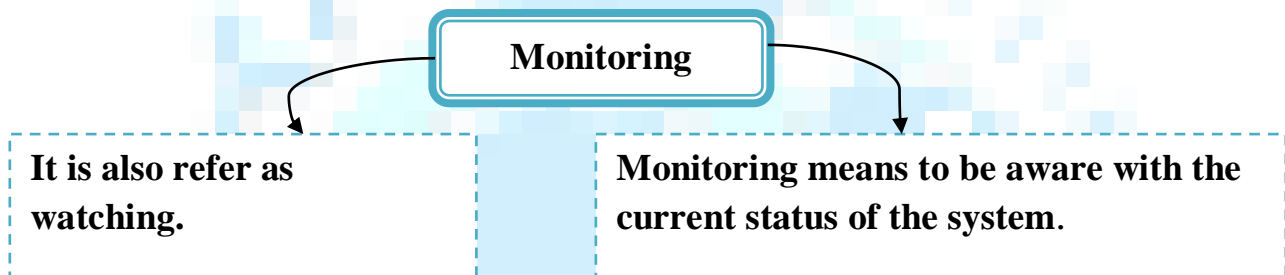 Monitoring
It is also refer as
watching.
Monitoring means to be aware with the
current status of the system.